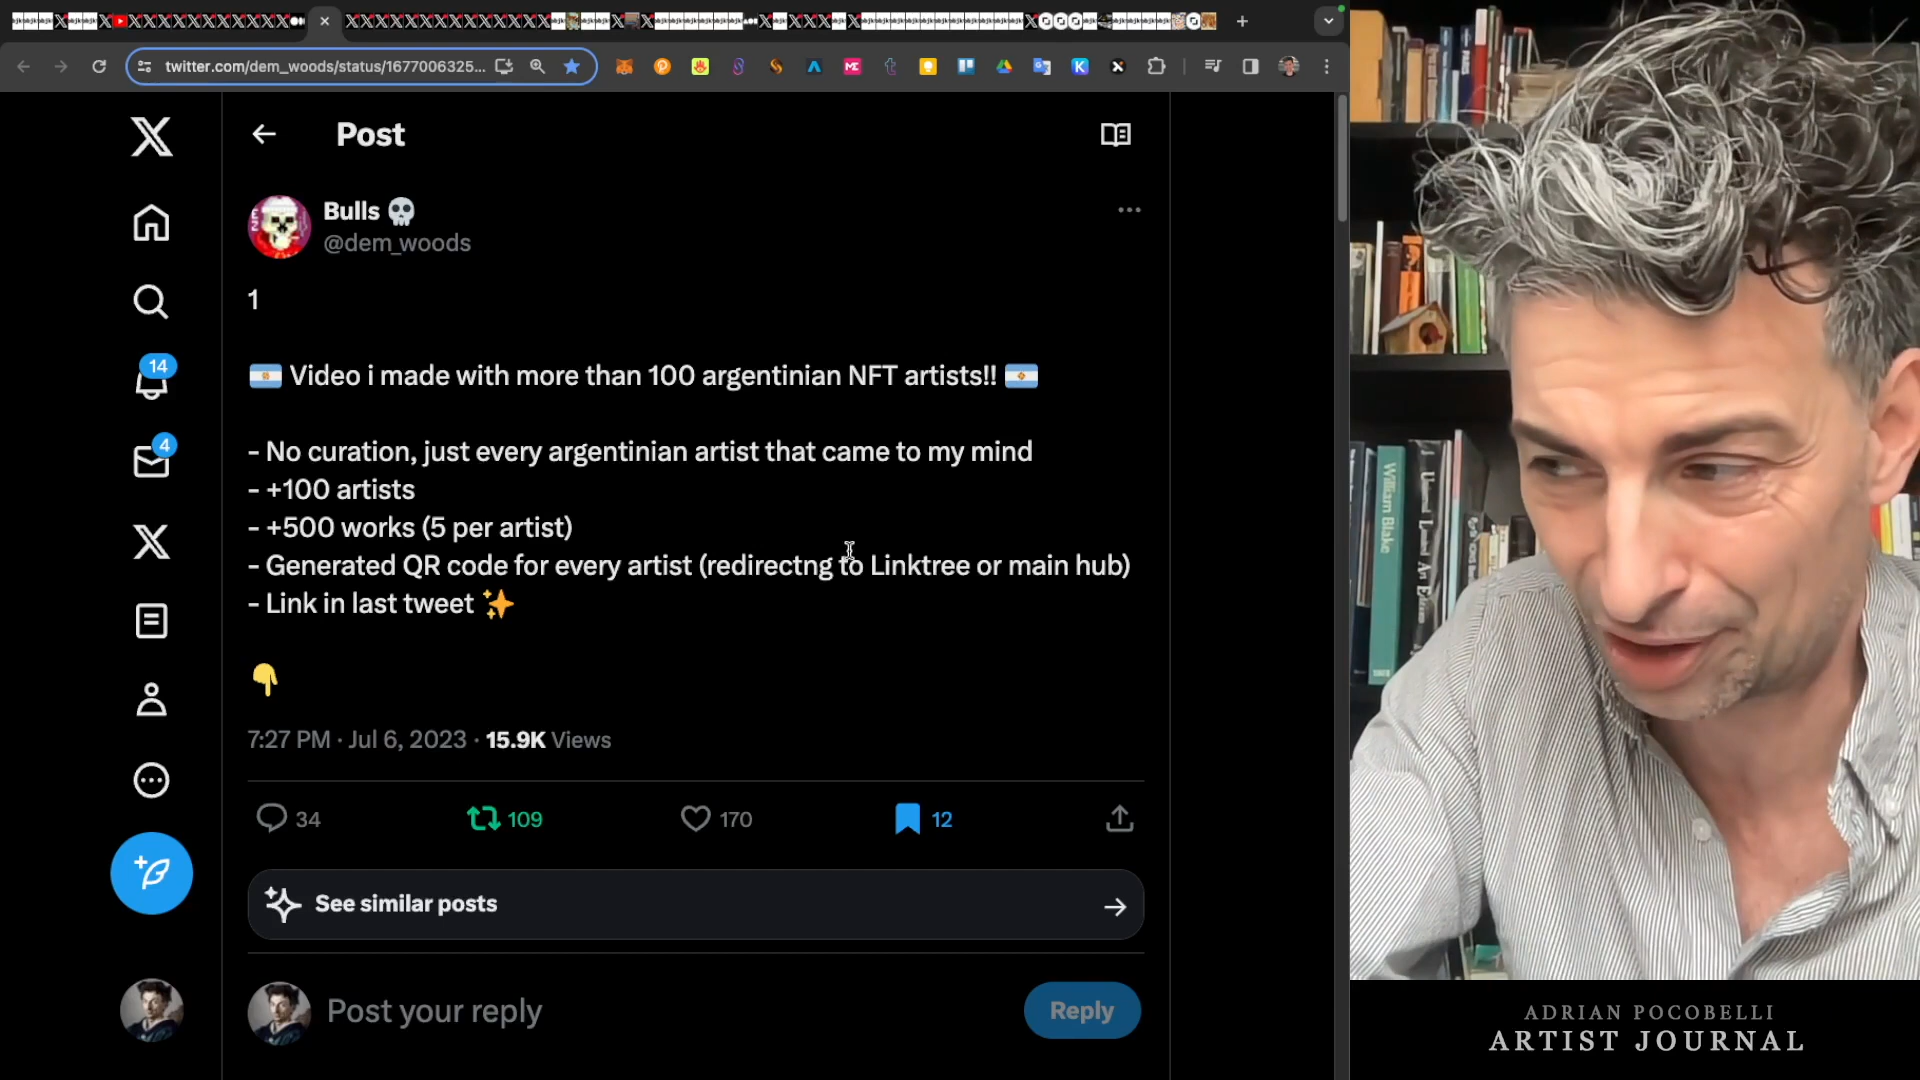 twitter.com/dem_woods/status/1677006325...
Post
Bulls 💀
@dem_woods
1
🇦🇷 Video i made with more than 100 argentinian NFT artists!! 🇦🇷
- No curation, just every argentinian artist that came to my mind
- +100 artists
- +500 works (5 per artist)
- Generated QR code for every artist (redirectng to Linktree or main hub)
- Link in last tweet ✨
👇
7:27 PM · Jul 6, 2023 · 15.9K Views
34 109 170 12
See similar posts
Post your reply
Reply
14
4
William Blake
ADRIAN POCOBELLI
ARTIST JOURNAL